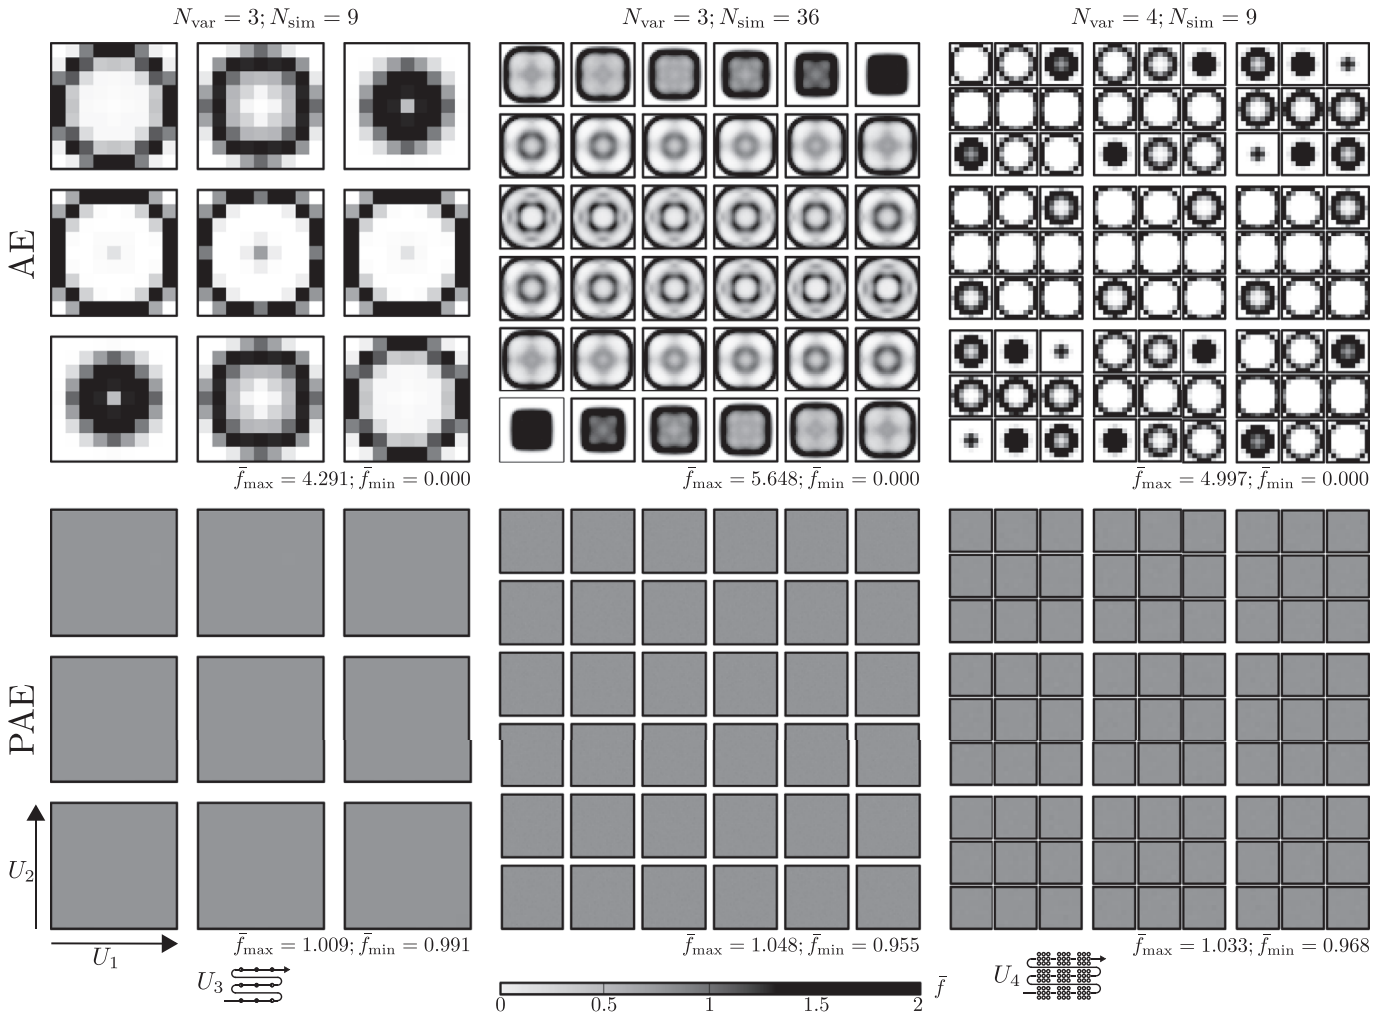 N_var = 3; N_sim = 9
N_var = 3; N_sim = 36
N_var = 4; N_sim = 9
AE
f̄_max = 4.291; f̄_min = 0.000
f̄_max = 5.648; f̄_min = 0.000
f̄_max = 4.997; f̄_min = 0.000
PAE
U_2
U_1
f̄_max = 1.009; f̄_min = 0.991
f̄_max = 1.048; f̄_min = 0.955
f̄_max = 1.033; f̄_min = 0.968
U_3
U_4
f̄
0 0.5 1 1.5 2